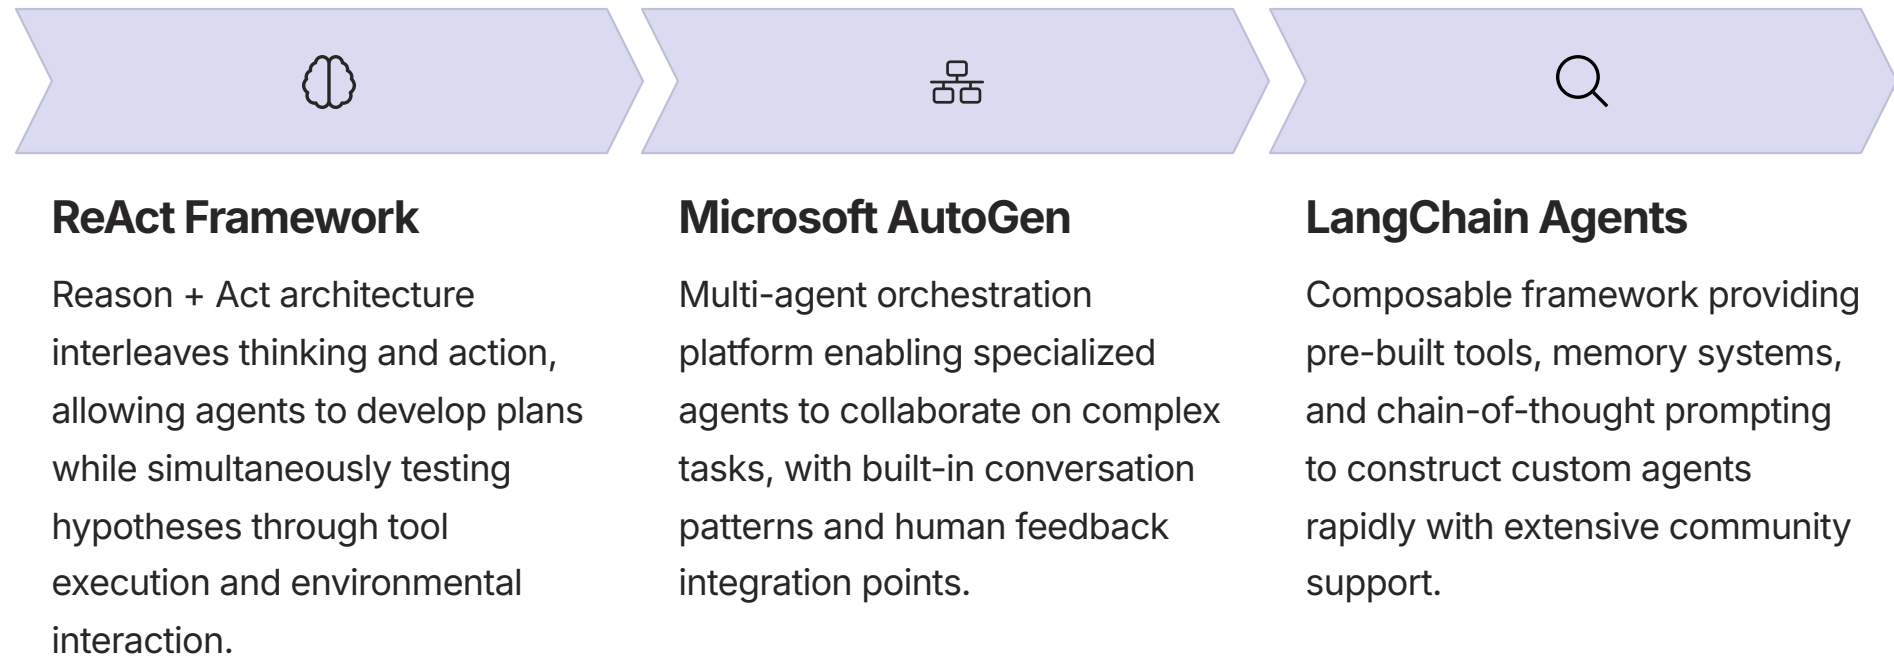 ReAct Framework
Reason + Act architecture
interleaves thinking and action,
allowing agents to develop plans
while simultaneously testing
hypotheses through tool
execution and environmental
interaction.
Microsoft AutoGen
Multi-agent orchestration
platform enabling specialized
agents to collaborate on complex
tasks, with built-in conversation
patterns and human feedback
integration points.
LangChain Agents
Composable framework providing
pre-built tools, memory systems,
and chain-of-thought prompting
to construct custom agents
rapidly with extensive community
support.